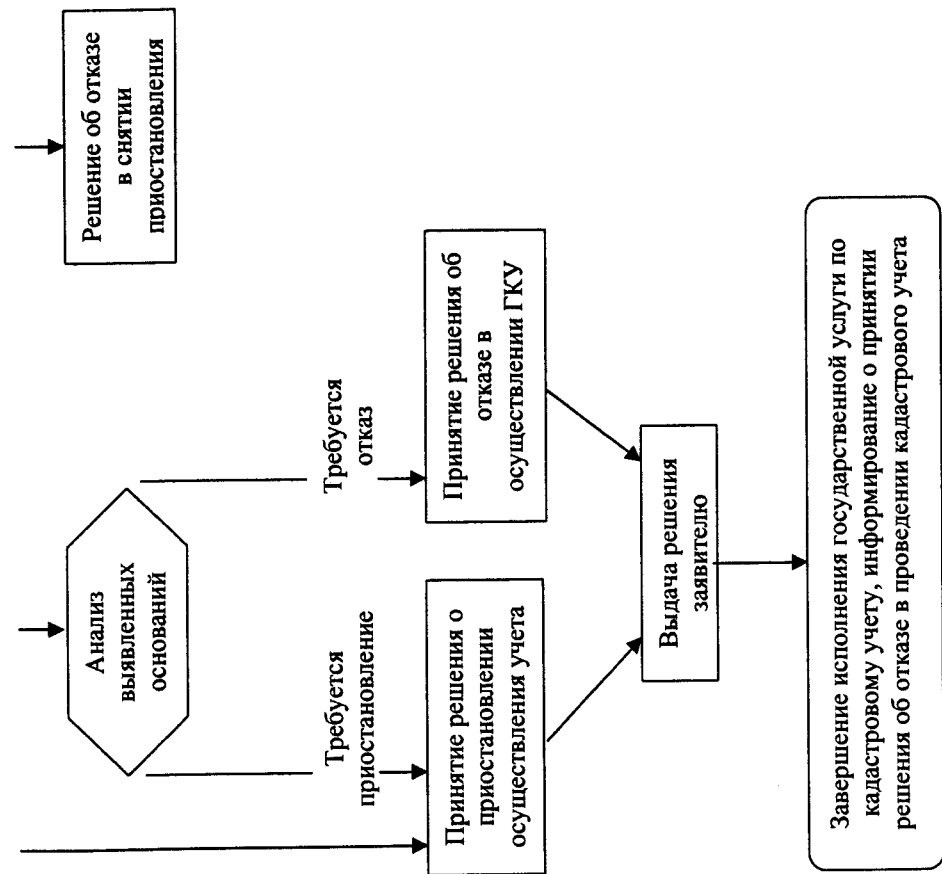 Решение об отказе
в снятии
приостановления
Анализ
выявленных
оснований
Требуется
приостановление
Требуется
отказ
Принятие решения о
приостановлении
осуществления учета
Принятие решения об
отказе в
осуществлении ГКУ
Выдача решения
заявителю
Завершение исполнения государственной услуги по
кадастровому учету, информирование о принятии
решения об отказе в проведении кадастрового учета